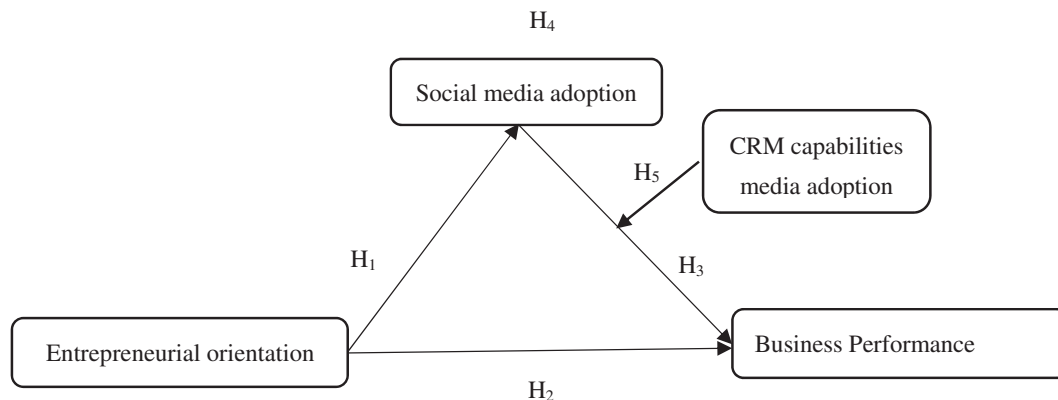 H₄
Social media adoption
CRM capabilities
media adoption
H₅
H₁
H₃
Entrepreneurial orientation
Business Performance
H₂